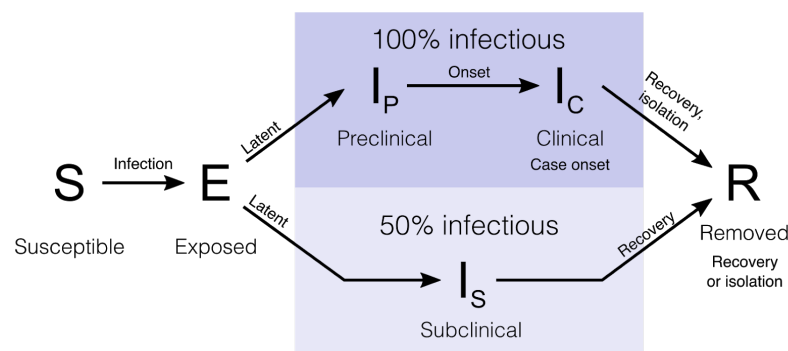 100% infectious
Onset
I_P
I_C
Recovery,
isolation
Latent
Preclinical
Clinical
Case onset
Infection
S
E
R
Latent
50% infectious
Recovery
Susceptible
Exposed
Removed
Recovery
or isolation
I_S
Subclinical